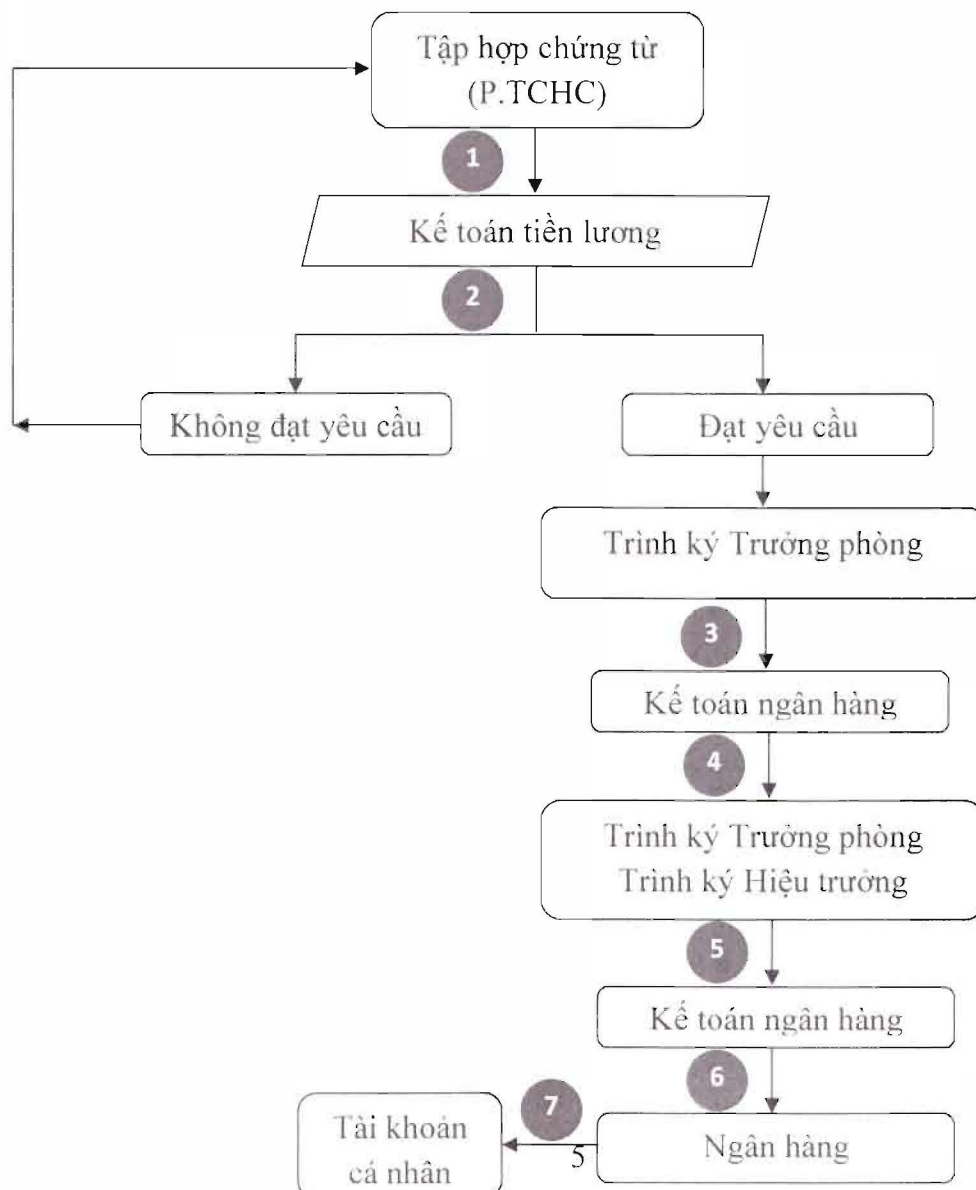 Tập hợp chứng từ
(P.TCHC)
1
Kế toán tiền lương
2
Không đạt yêu cầu
Đạt yêu cầu
Trình ký Trưởng phòng
3
Kế toán ngân hàng
4
Trình ký Trưởng phòng
Trình ký Hiệu trưởng
5
Kế toán ngân hàng
6
7
Tài khoản
cá nhân
5
Ngân hàng